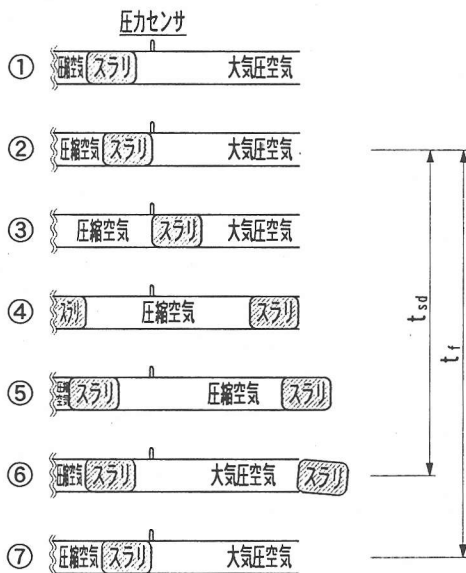 圧力センサ
① 圧縮空気 スラリ 大気圧空気
② 圧縮空気 スラリ 大気圧空気
③ 圧縮空気 スラリ 大気圧空気
④ スラリ 圧縮空気 スラリ
⑤ 圧縮空気 スラリ 圧縮空気 スラリ
⑥ 圧縮空気 スラリ 大気圧空気 スラリ
⑦ 圧縮空気 スラリ 大気圧空気
tsd
tf